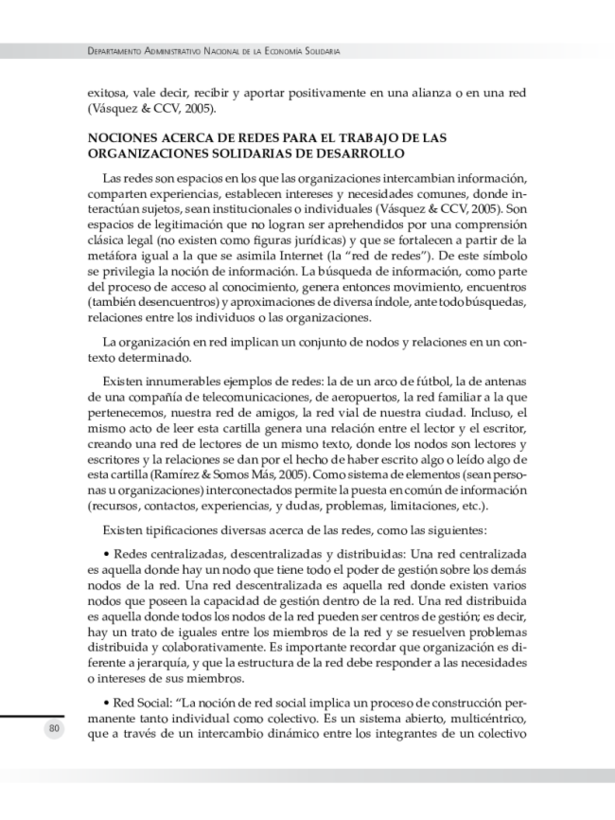 Departamento Administrativo Nacional de la Economía Solidaria
exitosa, vale decir, recibir y aportar positivamente en una alianza o en una red
(Vásquez & CCV, 2005).
NOCIONES ACERCA DE REDES PARA EL TRABAJO DE LAS
ORGANIZACIONES SOLIDARIAS DE DESARROLLO
Las redes son espacios en los que las organizaciones intercambian información,
comparten experiencias, establecen intereses y necesidades comunes, donde in-
teractúan sujetos, sean institucionales o individuales (Vásquez & CCV, 2005). Son
espacios de legitimación que no logran ser aprehendidos por una comprensión
clásica legal (no existen como figuras jurídicas) y que se fortalecen a partir de la
metáfora igual a la que se asimila Internet (la “red de redes”). De este símbolo
se privilegia la noción de información. La búsqueda de información, como parte
del proceso de acceso al conocimiento, genera entonces movimiento, encuentros
(también desencuentros) y aproximaciones de diversa índole, ante todo búsquedas,
relaciones entre los individuos o las organizaciones.
La organización en red implican un conjunto de nodos y relaciones en un con-
texto determinado.
Existen innumerables ejemplos de redes: la de un arco de fútbol, la de antenas
de una compañía de telecomunicaciones, de aeropuertos, la red familiar a la que
pertenecemos, nuestra red de amigos, la red vial de nuestra ciudad. Incluso, el
mismo acto de leer esta cartilla genera una relación entre el lector y el escritor,
creando una red de lectores de un mismo texto, donde los nodos son lectores y
escritores y la relaciones se dan por el hecho de haber escrito algo o leído algo de
esta cartilla (Ramírez & Somos Más, 2005). Como sistema de elementos (sean perso-
nas u organizaciones) interconectados permite la puesta en común de información
(recursos, contactos, experiencias, y dudas, problemas, limitaciones, etc.).
Existen tipificaciones diversas acerca de las redes, como las siguientes:
• Redes centralizadas, descentralizadas y distribuidas: Una red centralizada
es aquella donde hay un nodo que tiene todo el poder de gestión sobre los demás
nodos de la red. Una red descentralizada es aquella red donde existen varios
nodos que poseen la capacidad de gestión dentro de la red. Una red distribuida
es aquella donde todos los nodos de la red pueden ser centros de gestión; es decir,
hay un trato de iguales entre los miembros de la red y se resuelven problemas
distribuida y colaborativamente. Es importante recordar que organización es di-
ferente a jerarquía, y que la estructura de la red debe responder a las necesidades
o intereses de sus miembros.
• Red Social: “La noción de red social implica un proceso de construcción per-
manente tanto individual como colectivo. Es un sistema abierto, multicéntrico,
que a través de un intercambio dinámico entre los integrantes de un colectivo
80